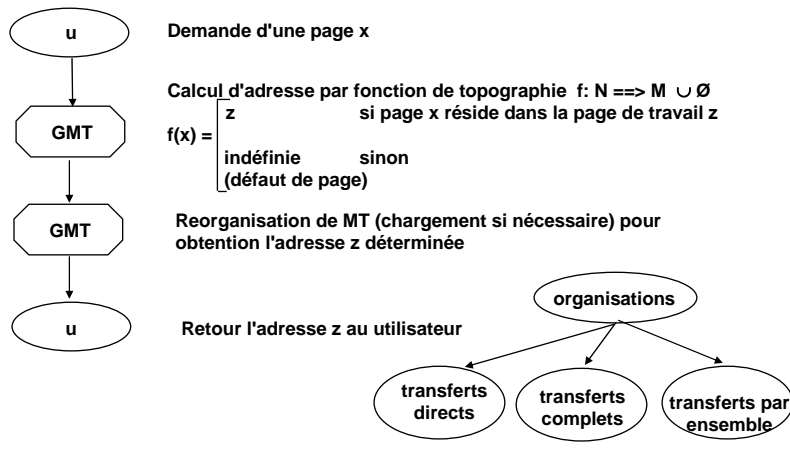 u
Demande d'une page x
Calcul d'adresse par fonction de topographie f: N ==> M ∪ Ø
GMT
f(x) =
z si page x réside dans la page de travail z
indéfinie sinon
(défaut de page)
GMT
Reorganisation de MT (chargement si nécessaire) pour
obtention l'adresse z déterminée
u
Retour l'adresse z au utilisateur
organisations
transferts
directs
transferts
complets
transferts par
ensemble